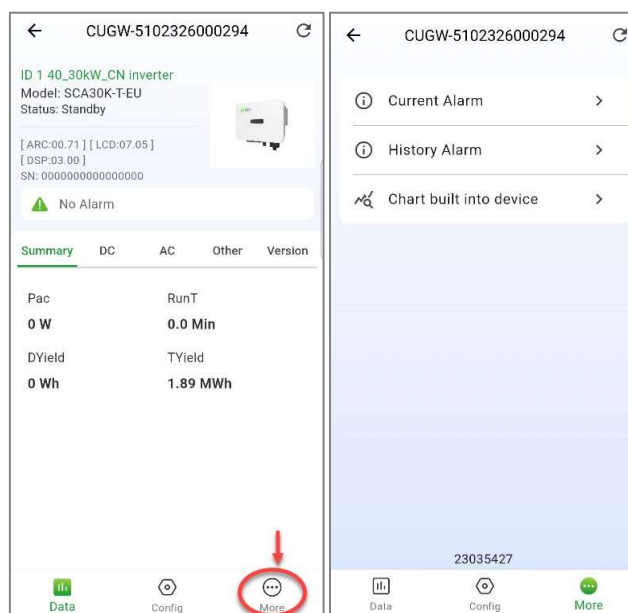 CUGW-5102326000294
ID 1 40_30kW_CN inverter
Model: SCA30K-T-EU
Status: Standby
[ ARC:00.71 ] [ LCD:07.05 ]
[ DSP:03.00 ]
SN: 0000000000000000
No Alarm
Summary DC AC Other Version
Pac RunT
0 W 0.0 Min
DYield TYield
0 Wh 1.89 MWh
Data Config More
CUGW-5102326000294
Current Alarm
History Alarm
Chart built into device
23035427
Data Config More